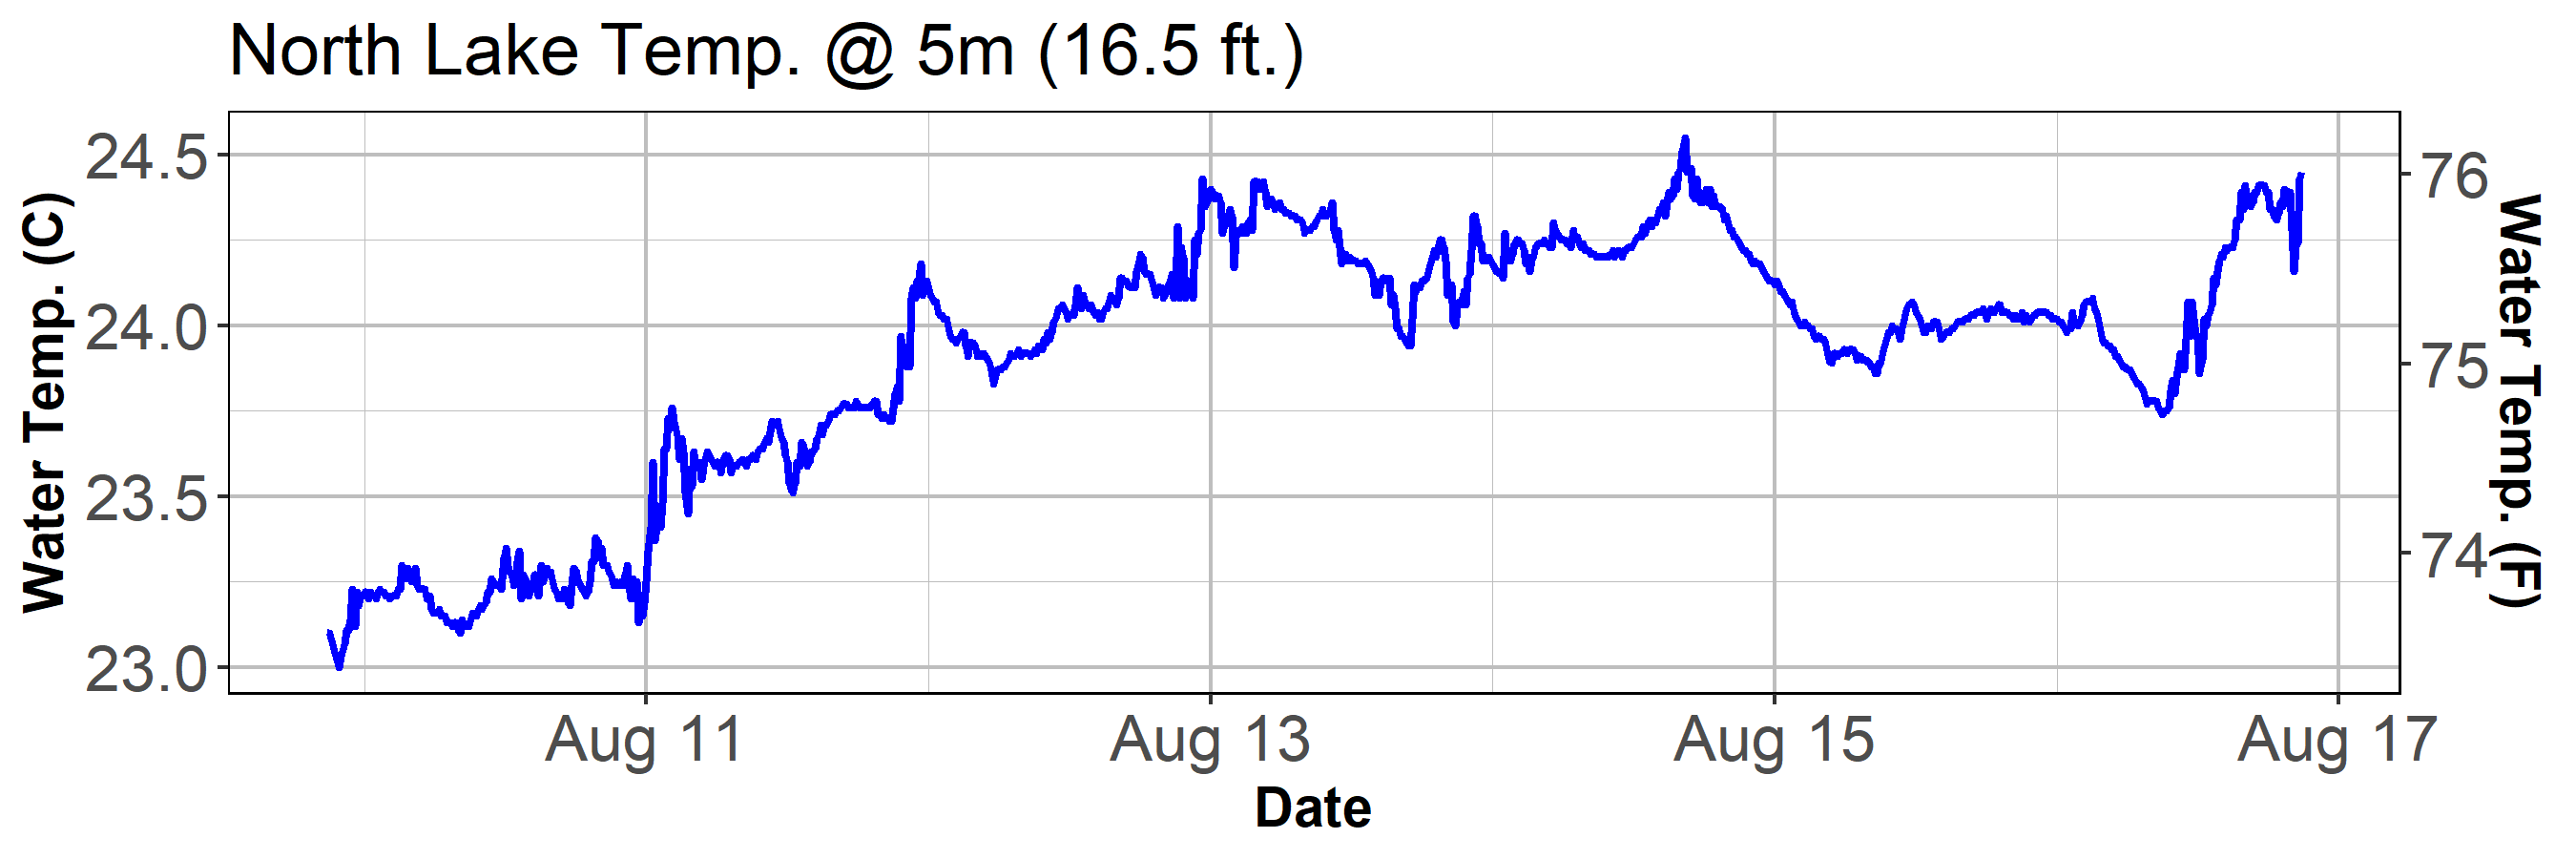 North Lake Temp. @ 5m (16.5 ft.)
Water Temp. (C)
24.5
24.0
23.5
23.0
76
75
74
Water Temp. (F)
Aug 11 Aug 13 Aug 15 Aug 17
Date